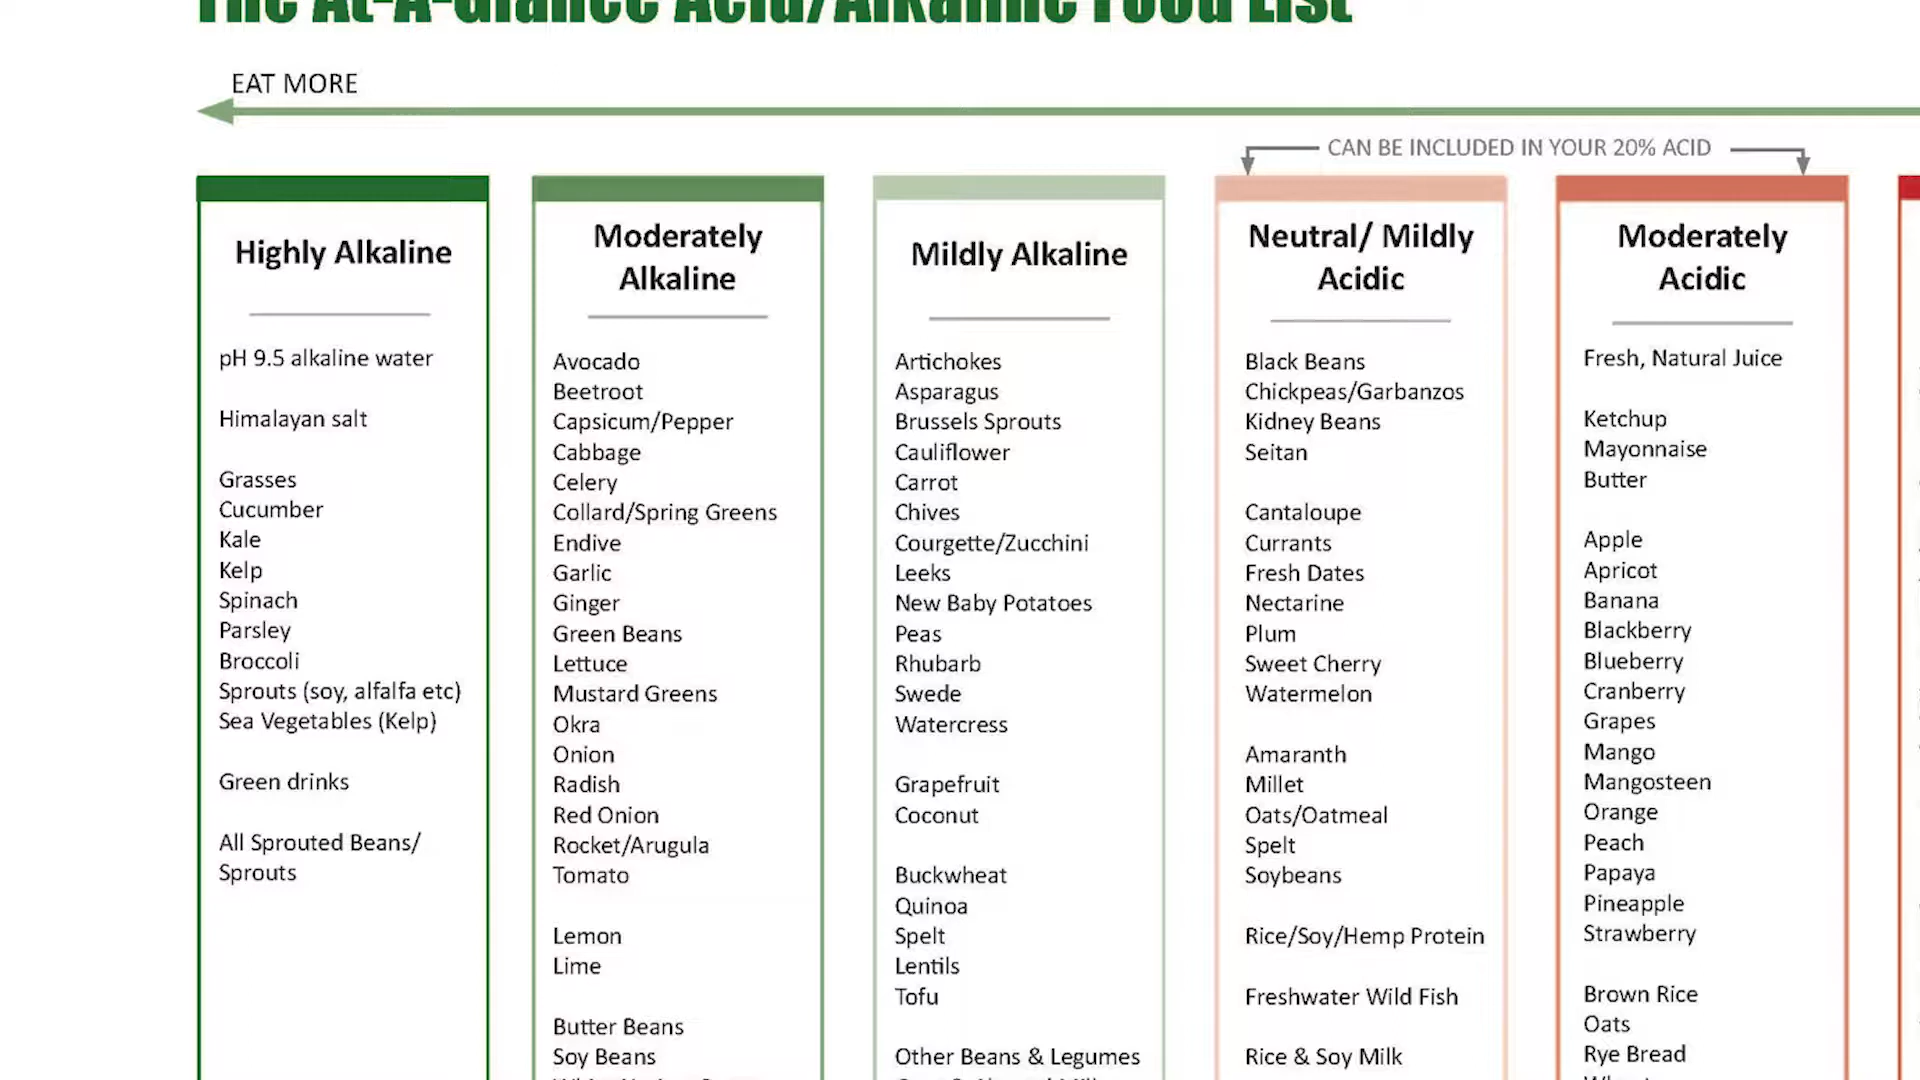 The At-A-Glance Acid/Alkaline Food List
EAT MORE
CAN BE INCLUDED IN YOUR 20% ACID
Highly Alkaline
pH 9.5 alkaline water
Himalayan salt
Grasses
Cucumber
Kale
Kelp
Spinach
Parsley
Broccoli
Sprouts (soy, alfalfa etc)
Sea Vegetables (Kelp)
Green drinks
All Sprouted Beans/
Sprouts
Moderately
Alkaline
Avocado
Beetroot
Capsicum/Pepper
Cabbage
Celery
Collard/Spring Greens
Endive
Garlic
Ginger
Green Beans
Lettuce
Mustard Greens
Okra
Onion
Radish
Red Onion
Rocket/Arugula
Tomato
Lemon
Lime
Butter Beans
Soy Beans
Mildly Alkaline
Artichokes
Asparagus
Brussels Sprouts
Cauliflower
Carrot
Chives
Courgette/Zucchini
Leeks
New Baby Potatoes
Peas
Rhubarb
Swede
Watercress
Grapefruit
Coconut
Buckwheat
Quinoa
Spelt
Lentils
Tofu
Other Beans & Legumes
Neutral/ Mildly
Acidic
Black Beans
Chickpeas/Garbanzos
Kidney Beans
Seitan
Cantaloupe
Currants
Fresh Dates
Nectarine
Plum
Sweet Cherry
Watermelon
Amaranth
Millet
Oats/Oatmeal
Spelt
Soybeans
Rice/Soy/Hemp Protein
Freshwater Wild Fish
Rice & Soy Milk
Moderately
Acidic
Fresh, Natural Juice
Ketchup
Mayonnaise
Butter
Apple
Apricot
Banana
Blackberry
Blueberry
Cranberry
Grapes
Mango
Mangosteen
Orange
Peach
Papaya
Pineapple
Strawberry
Brown Rice
Oats
Rye Bread